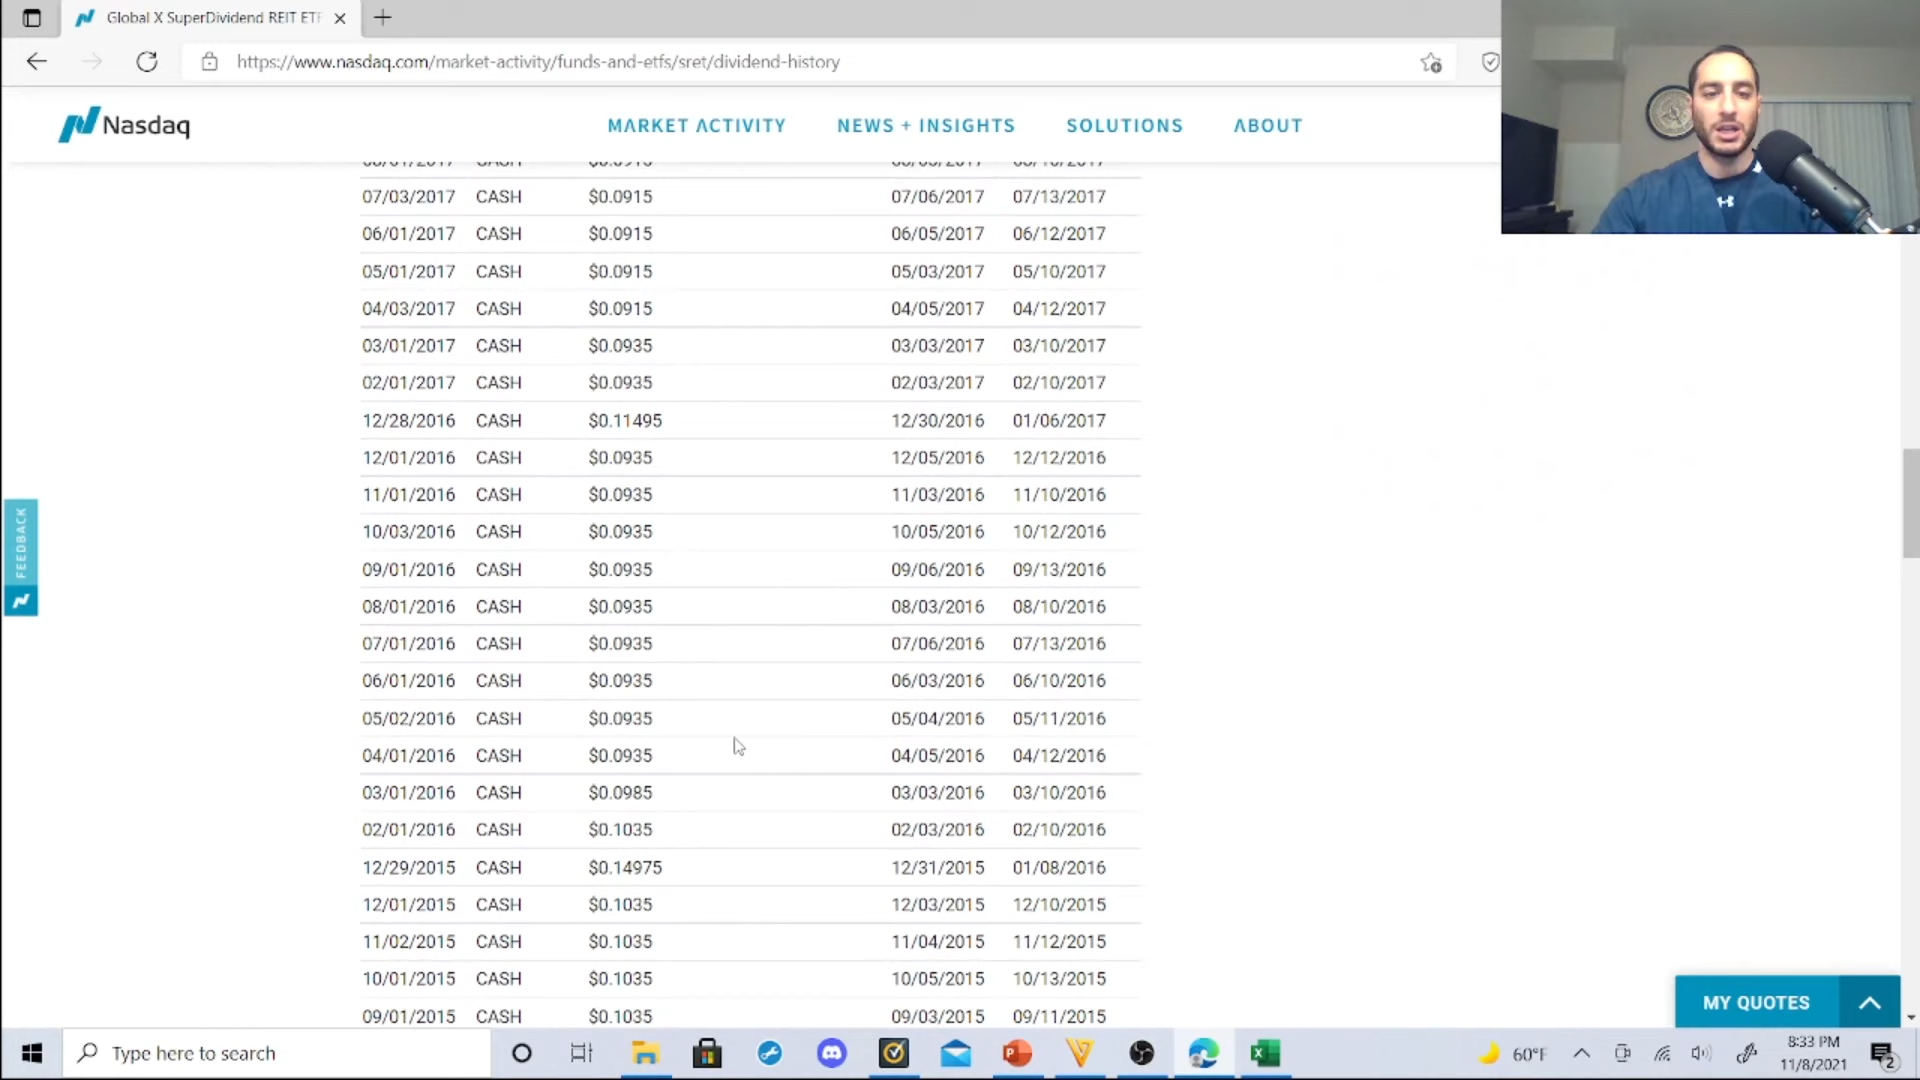 Global X SuperDividend REIT ETF
https://www.nasdaq.com/market-activity/funds-and-etfs/sret/dividend-history
Nasdaq
MARKET ACTIVITY NEWS + INSIGHTS SOLUTIONS ABOUT
07/03/2017 CASH $0.0915 07/06/2017 07/13/2017
06/01/2017 CASH $0.0915 06/05/2017 06/12/2017
05/01/2017 CASH $0.0915 05/03/2017 05/10/2017
04/03/2017 CASH $0.0915 04/05/2017 04/12/2017
03/01/2017 CASH $0.0935 03/03/2017 03/10/2017
02/01/2017 CASH $0.0935 02/03/2017 02/10/2017
12/28/2016 CASH $0.11495 12/30/2016 01/06/2017
12/01/2016 CASH $0.0935 12/05/2016 12/12/2016
11/01/2016 CASH $0.0935 11/03/2016 11/10/2016
10/03/2016 CASH $0.0935 10/05/2016 10/12/2016
09/01/2016 CASH $0.0935 09/06/2016 09/13/2016
08/01/2016 CASH $0.0935 08/03/2016 08/10/2016
07/01/2016 CASH $0.0935 07/06/2016 07/13/2016
06/01/2016 CASH $0.0935 06/03/2016 06/10/2016
05/02/2016 CASH $0.0935 05/04/2016 05/11/2016
04/01/2016 CASH $0.0935 04/05/2016 04/12/2016
03/01/2016 CASH $0.0985 03/03/2016 03/10/2016
02/01/2016 CASH $0.1035 02/03/2016 02/10/2016
12/29/2015 CASH $0.14975 12/31/2015 01/08/2016
12/01/2015 CASH $0.1035 12/03/2015 12/10/2015
11/02/2015 CASH $0.1035 11/04/2015 11/12/2015
10/01/2015 CASH $0.1035 10/05/2015 10/13/2015
09/01/2015 CASH $0.1035 09/03/2015 09/11/2015
FEEDBACK
MY QUOTES
Type here to search
60°F
8:33 PM
11/8/2021
2